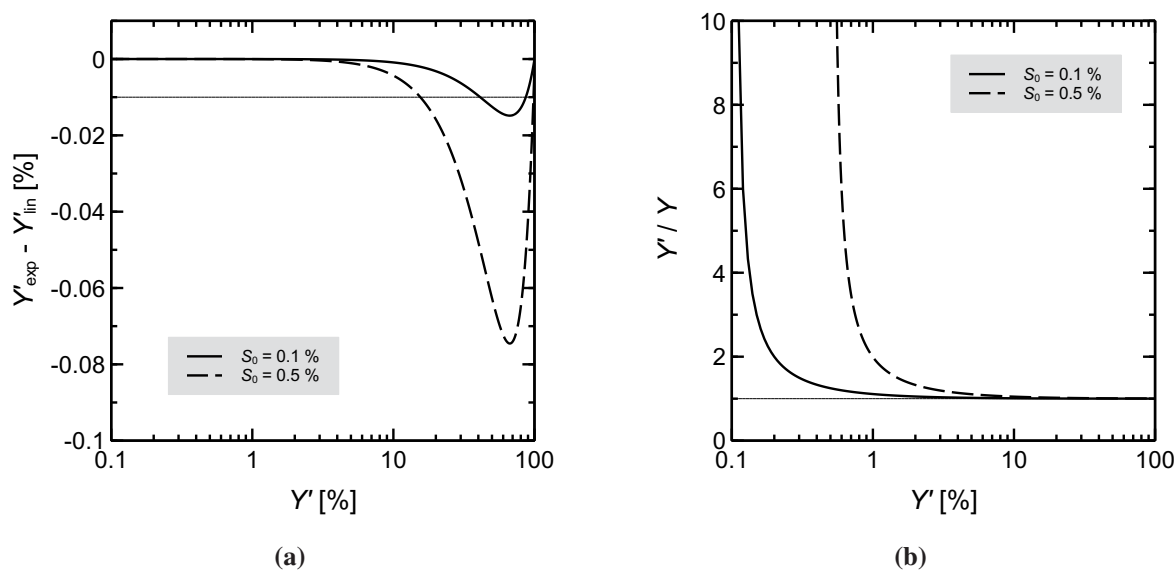 0
-0.02
-0.04
-0.06
-0.08
-0.1
Y'exp - Y'lin [%]
S₀ = 0.1 %
S₀ = 0.5 %
0.1 1 10 100
Y' [%]
(a)
10
8
6
4
2
0
Y' / Y
S₀ = 0.1 %
S₀ = 0.5 %
0.1 1 10 100
Y' [%]
(b)